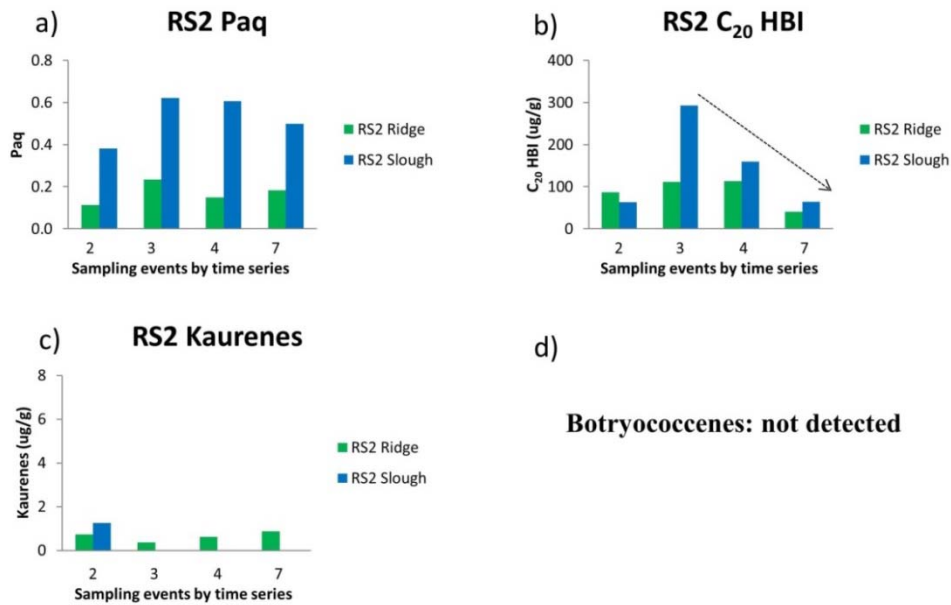 a)
RS2 Paq
0.8
0.6
0.4
0.2
0.0
Paq
2 3 4 7
Sampling events by time series
RS2 Ridge
RS2 Slough
b)
RS2 C20 HBI
400
300
200
100
0
C20 HBI (ug/g)
2 3 4 7
Sampling events by time series
RS2 Ridge
RS2 Slough
c)
RS2 Kaurenes
8
6
4
2
0
Kaurenes (ug/g)
2 3 4 7
Sampling events by time series
RS2 Ridge
RS2 Slough
d)
Botryococcenes: not detected